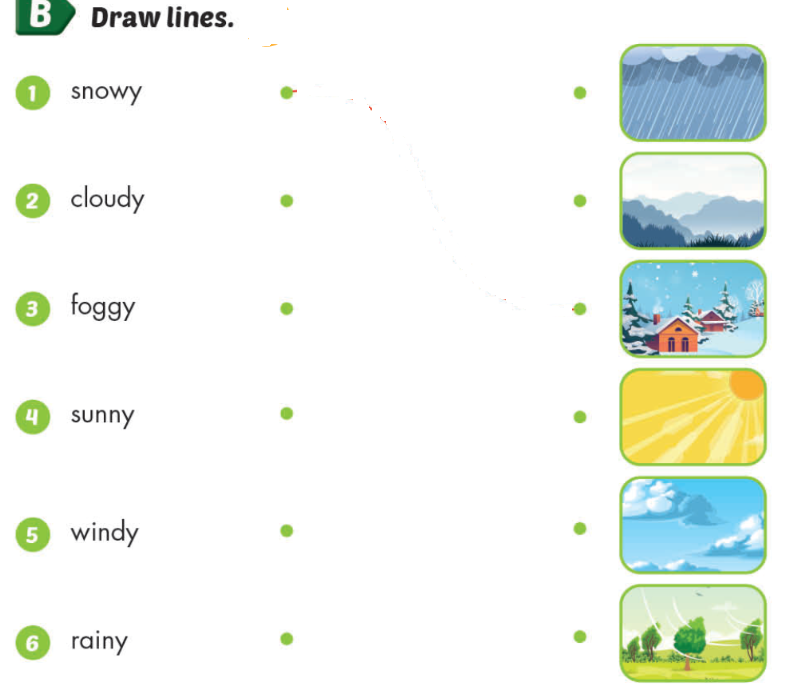 B Draw lines.
1 snowy
2 cloudy
3 foggy
4 sunny
5 windy
6 rainy